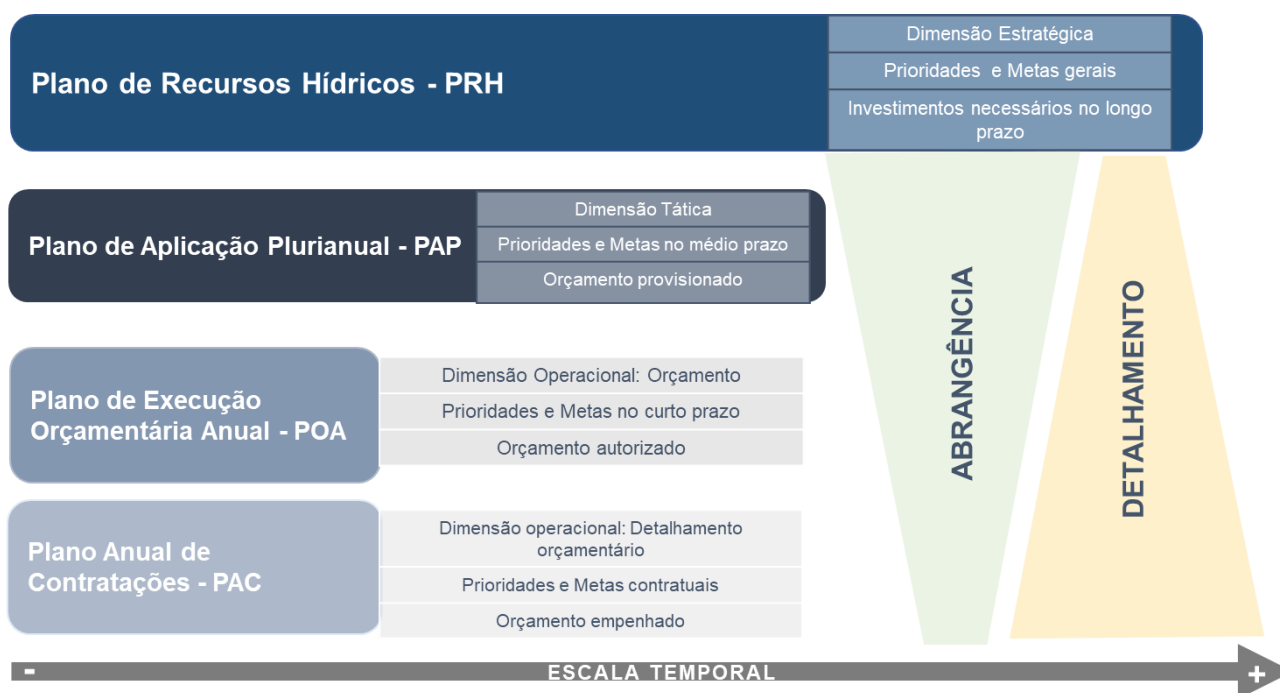 Plano de Recursos Hídricos - PRH
Dimensão Estratégica
Prioridades e Metas gerais
Investimentos necessários no longo
prazo
Plano de Aplicação Plurianual - PAP
Dimensão Tática
Prioridades e Metas no médio prazo
Orçamento provisionado
Plano de Execução
Orçamentária Anual - POA
Dimensão Operacional: Orçamento
Prioridades e Metas no curto prazo
Orçamento autorizado
Plano Anual de
Contratações - PAC
Dimensão operacional: Detalhamento
orçamentário
Prioridades e Metas contratuais
Orçamento empenhado
ABRANGÊNCIA
DETALHAMENTO
- ESCALA TEMPORAL +